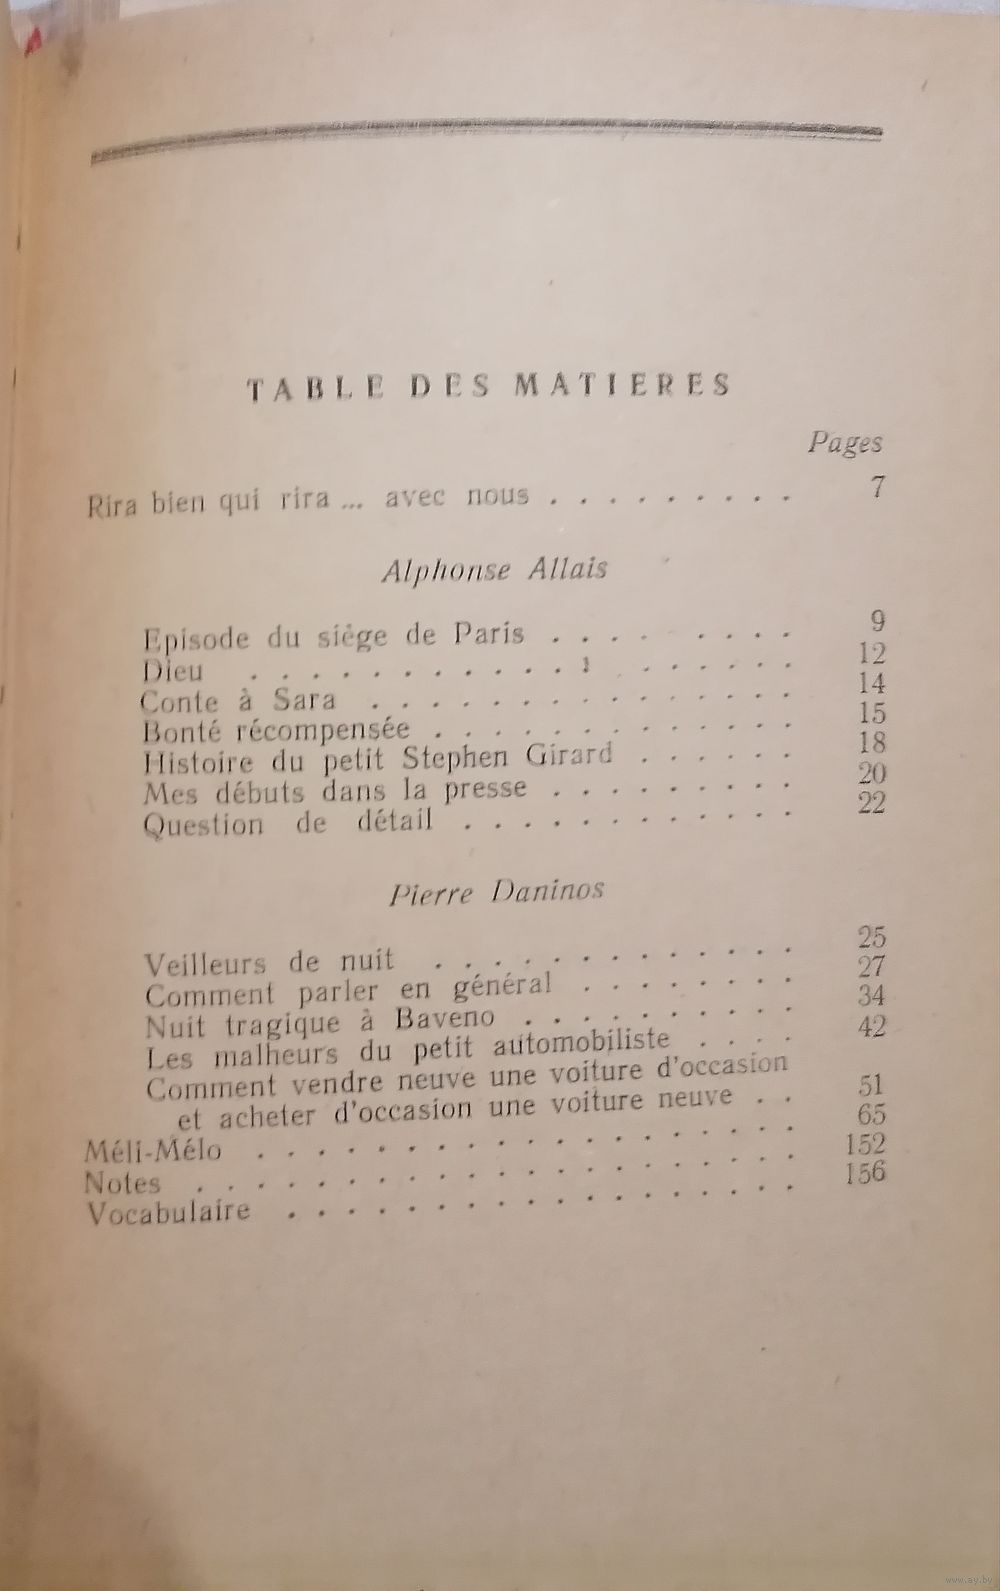 TABLE DES MATIERES
Pages
Rira bien qui rira ... avec nous . . . . . . . . . 7
Alphonse Allais
Episode du siège de Paris . . . . . . . . 9
Dieu . . . . . . . . . . . . . . . . . . 12
Conte à Sara . . . . . . . . . . . . . . . 14
Bonté récompensée . . . . . . . . . . . . . 15
Histoire du petit Stephen Girard . . . . . . 18
Mes débuts dans la presse . . . . . . . . . 20
Question de détail . . . . . . . . . . . . 22
Pierre Daninos
Veilleurs de nuit . . . . . . . . . . . . . 25
Comment parler en général . . . . . . . . 27
Nuit tragique à Baveno . . . . . . . . . . 34
Les malheurs du petit automobiliste . . . . 42
Comment vendre neuve une voiture d'occasion
et acheter d'occasion une voiture neuve . . 51
Méli-Mélo . . . . . . . . . . . . . . . . . . 65
Notes . . . . . . . . . . . . . . . . . . . . 152
Vocabulaire . . . . . . . . . . . . . . . . . 156
www.ay.by